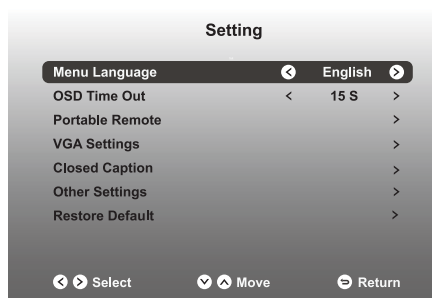 Setting
Menu Language < English >
OSD Time Out < 15 S >
Portable Remote >
VGA Settings >
Closed Caption >
Other Settings >
Restore Default >
Select Move Return